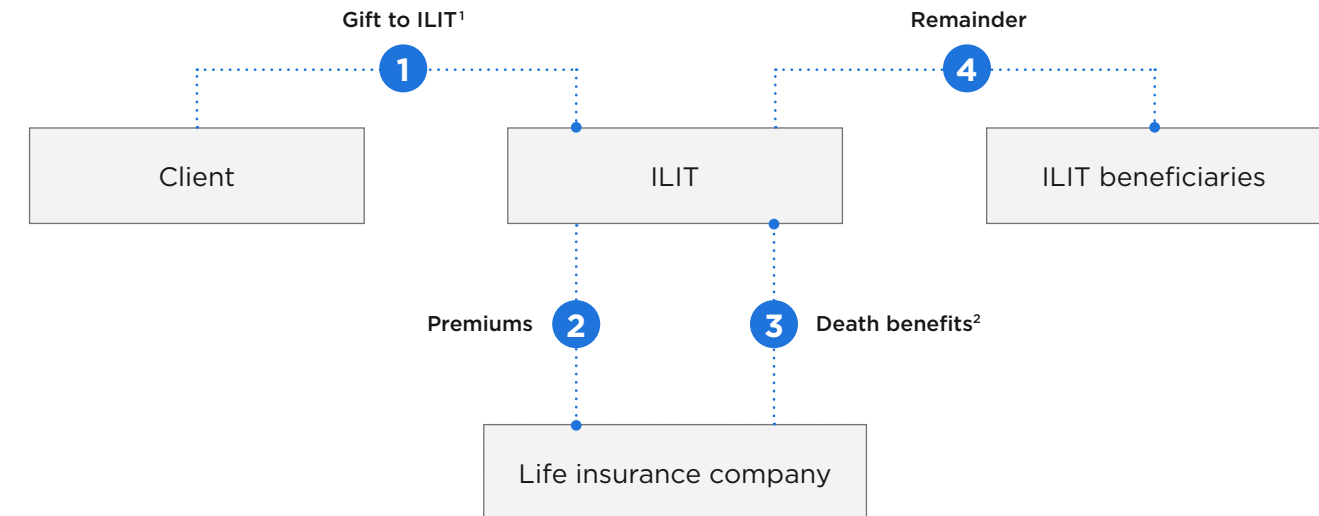 Gift to ILIT¹
Remainder
1
4
Client
ILIT
ILIT beneficiaries
Premiums
2
3
Death benefits²
Life insurance company